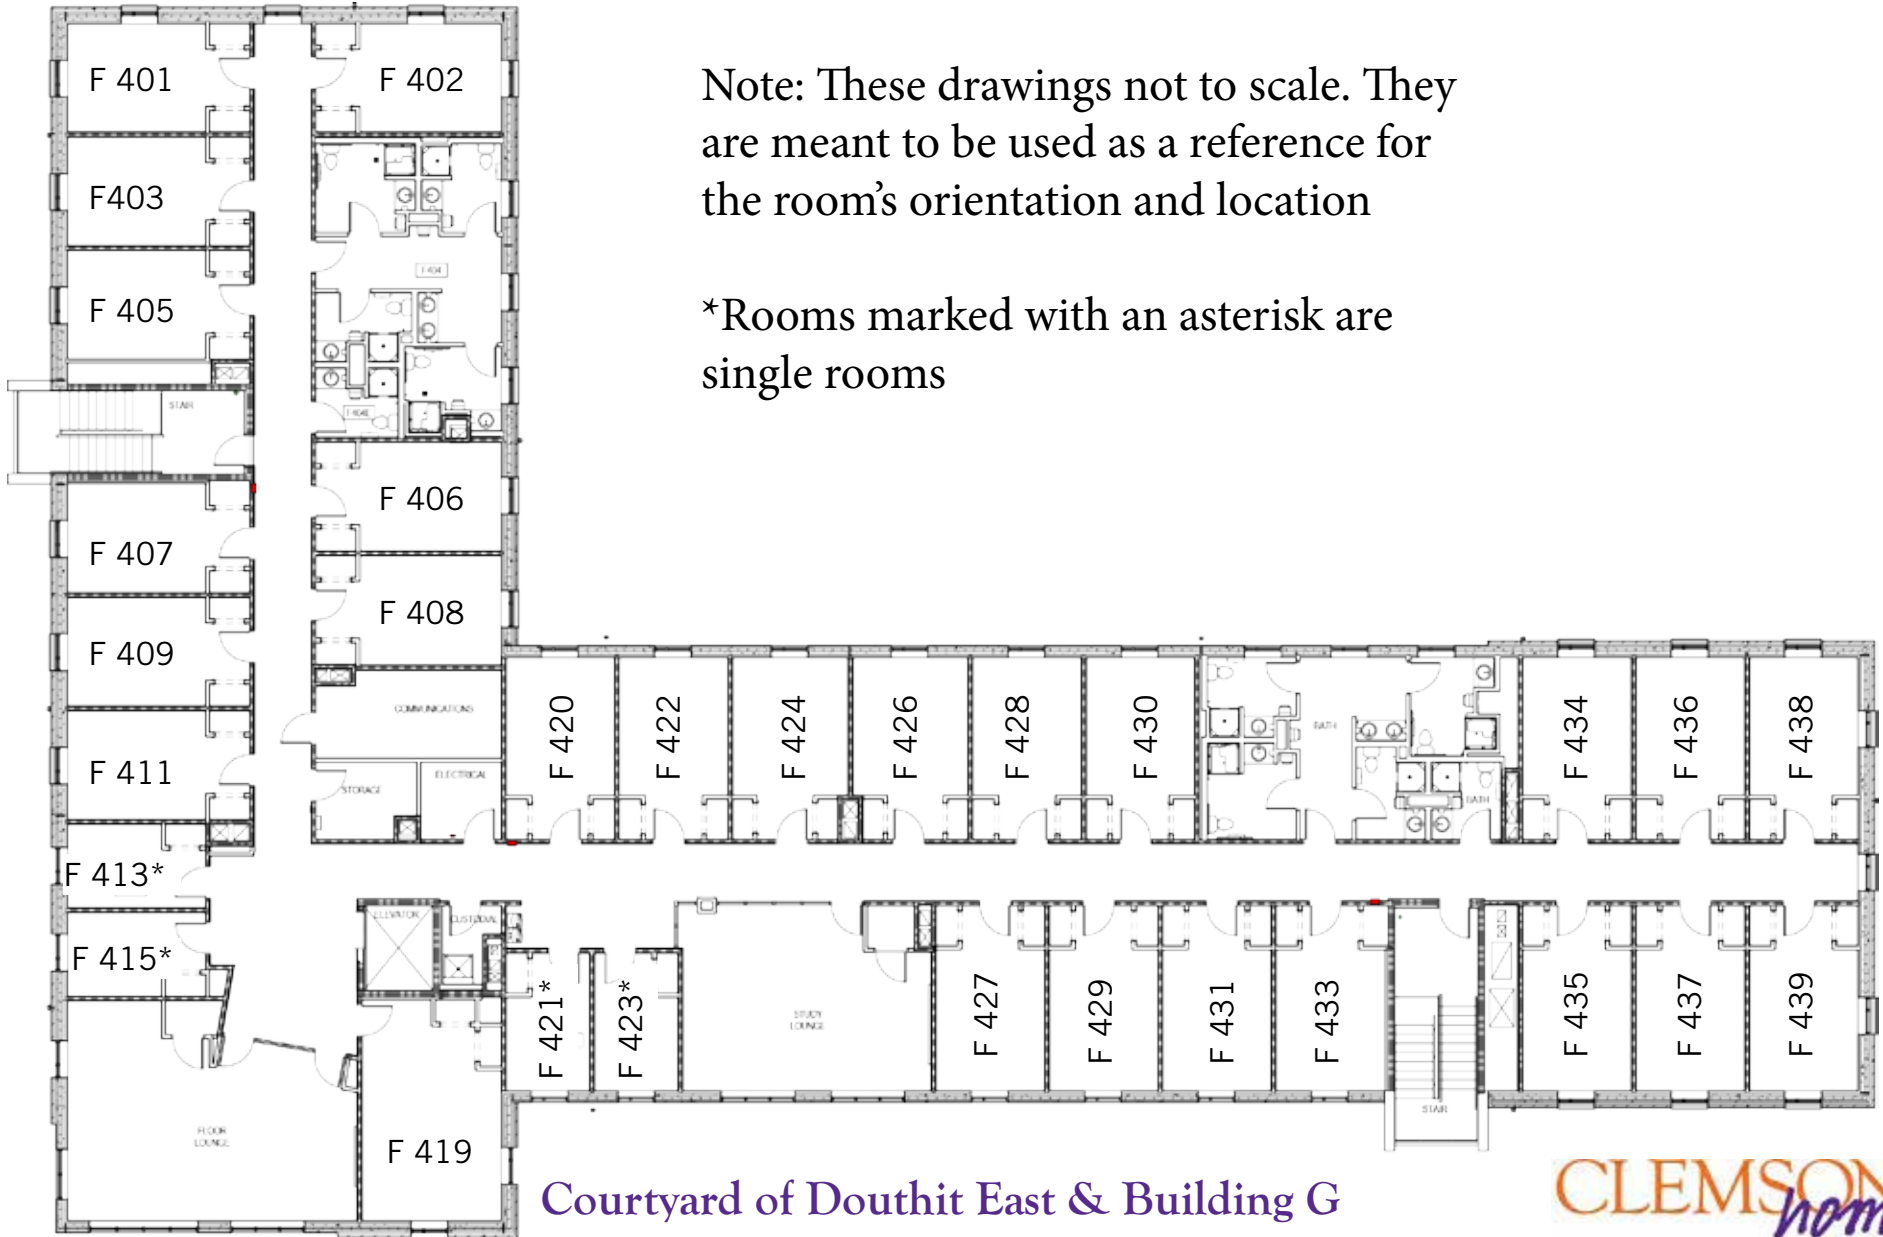 F 401
F 402
Note: These drawings not to scale. They
are meant to be used as a reference for
the room’s orientation and location
F403
F-404
F 405
*Rooms marked with an asterisk are
single rooms
STAIR
F 406
F 407
F 408
F 409
COMMUNICATIONS
F 411
STORAGE
ELECTRICAL
F 420
F 422
F 424
F 426
F 428
F 430
BATH
BATH
F 434
F 436
F 438
F 413*
F 415*
ELEVATOR
CUSTODIAL
F 421*
F 423*
STUDY
LOUNGE
F 427
F 429
F 431
F 433
STAIR
F 435
F 437
F 439
FLOOR
LOUNGE
F 419
Courtyard of Douthit East & Building G
CLEMSON
hom